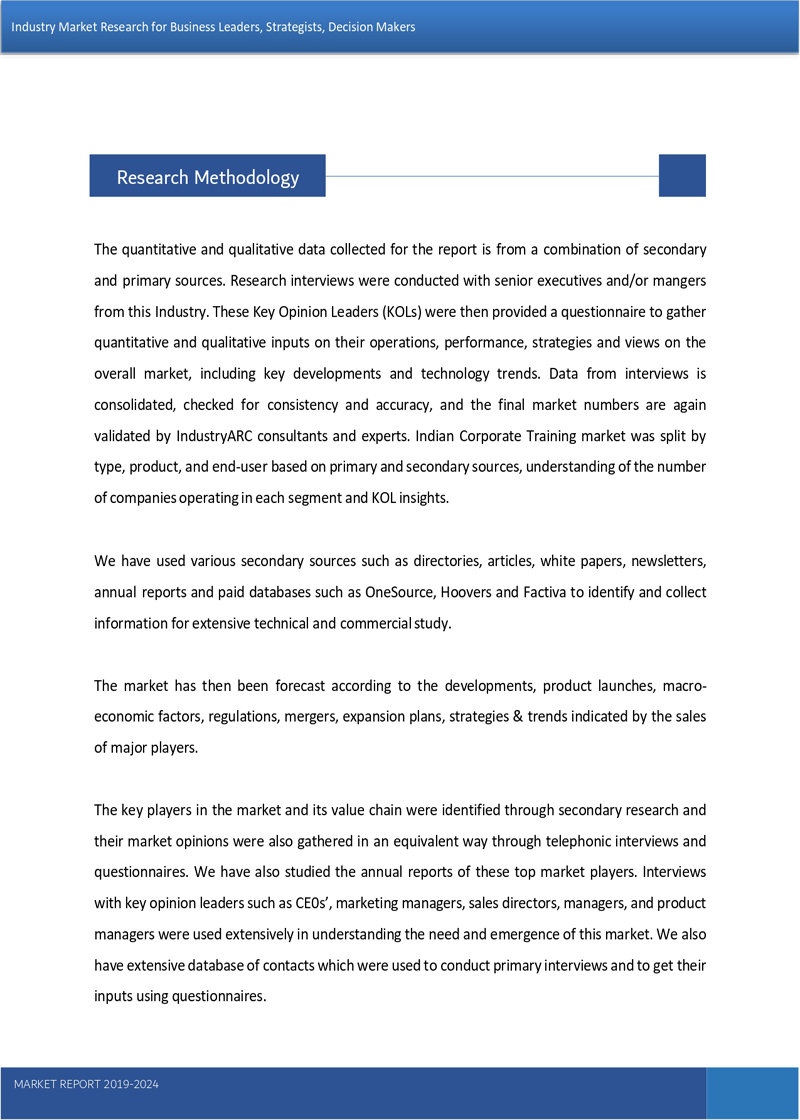 Industry Market Research for Business Leaders, Strategists, Decision Makers
Research Methodology
The quantitative and qualitative data collected for the report is from a combination of secondary
and primary sources. Research interviews were conducted with senior executives and/or mangers
from this Industry. These Key Opinion Leaders (KOLs) were then provided a questionnaire to gather
quantitative and qualitative inputs on their operations, performance, strategies and views on the
overall market, including key developments and technology trends. Data from interviews is
consolidated, checked for consistency and accuracy, and the final market numbers are again
validated by IndustryARC consultants and experts. Indian Corporate Training market was split by
type, product, and end-user based on primary and secondary sources, understanding of the number
of companies operating in each segment and KOL insights.
We have used various secondary sources such as directories, articles, white papers, newsletters,
annual reports and paid databases such as OneSource, Hoovers and Factiva to identify and collect
information for extensive technical and commercial study.
The market has then been forecast according to the developments, product launches, macro-
economic factors, regulations, mergers, expansion plans, strategies & trends indicated by the sales
of major players.
The key players in the market and its value chain were identified through secondary research and
their market opinions were also gathered in an equivalent way through telephonic interviews and
questionnaires. We have also studied the annual reports of these top market players. Interviews
with key opinion leaders such as CE0s’, marketing managers, sales directors, managers, and product
managers were used extensively in understanding the need and emergence of this market. We also
have extensive database of contacts which were used to conduct primary interviews and to get their
inputs using questionnaires.
MARKET REPORT 2019-2024